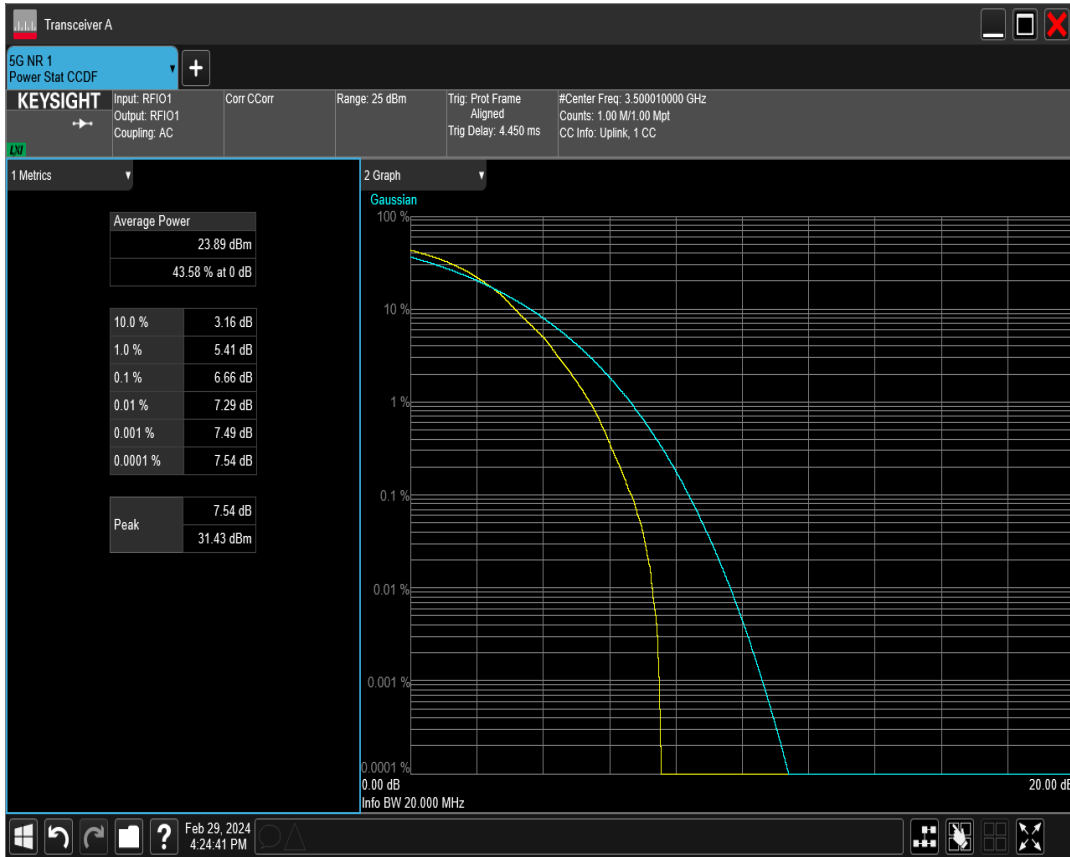 Transceiver A
5G NR 1
Power Stat CCDF
+
KEYSIGHT
LXI
Input: RFIO1
Output: RFIO1
Coupling: AC
Corr CCorr
Range: 25 dBm
Trig: Prot Frame
Aligned
Trig Delay: 4.450 ms
#Center Freq: 3.500010000 GHz
Counts: 1.00 M/1.00 Mpt
CC Info: Uplink, 1 CC
1 Metrics
Average Power
23.89 dBm
43.58 % at 0 dB
10.0 % 3.16 dB
1.0 % 5.41 dB
0.1 % 6.66 dB
0.01 % 7.29 dB
0.001 % 7.49 dB
0.0001 % 7.54 dB
Peak
7.54 dB
31.43 dBm
2 Graph
Gaussian
100 %
10 %
1 %
0.1 %
0.01 %
0.001 %
0.0001 %
0.00 dB 20.00 dB
Info BW 20.000 MHz
?
Feb 29, 2024
4:24:41 PM